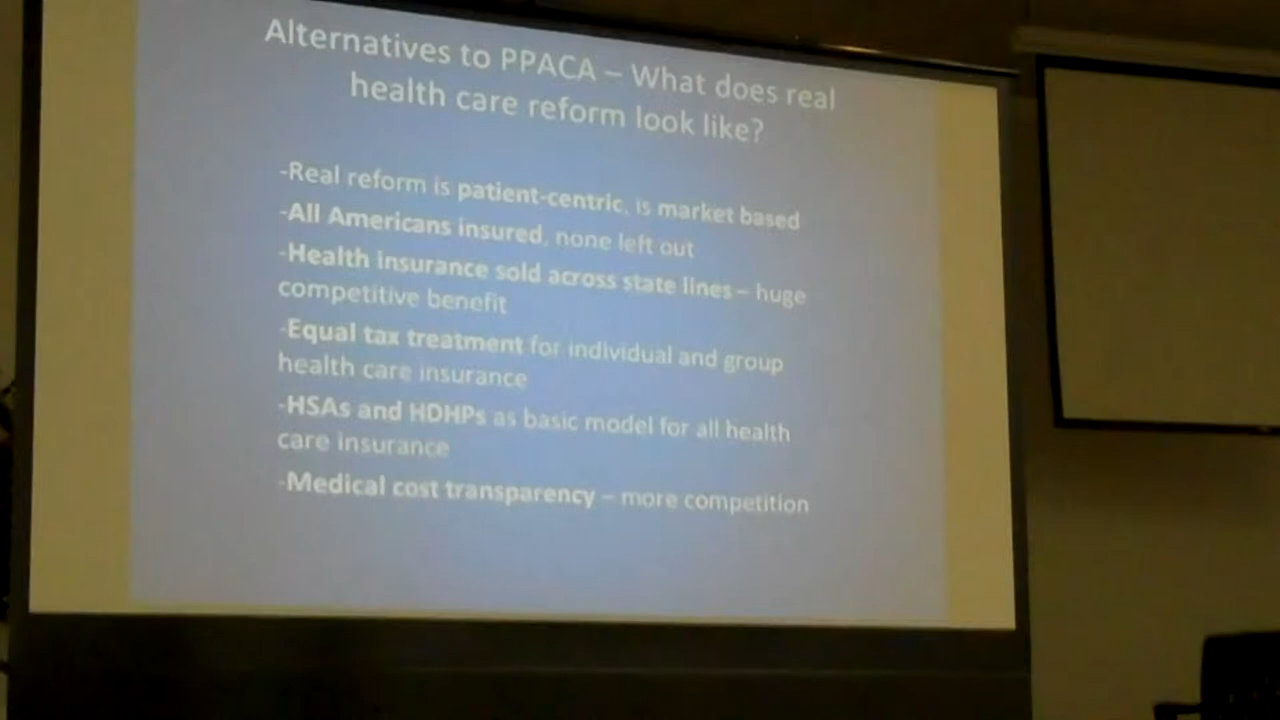 Alternatives to PPACA – What does real
health care reform look like?
-Real reform is patient-centric, is market based
-All Americans insured, none left out
-Health insurance sold across state lines – huge
competitive benefit
-Equal tax treatment for individual and group
health care insurance
-HSAs and HDHPs as basic model for all health
care insurance
-Medical cost transparency – more competition